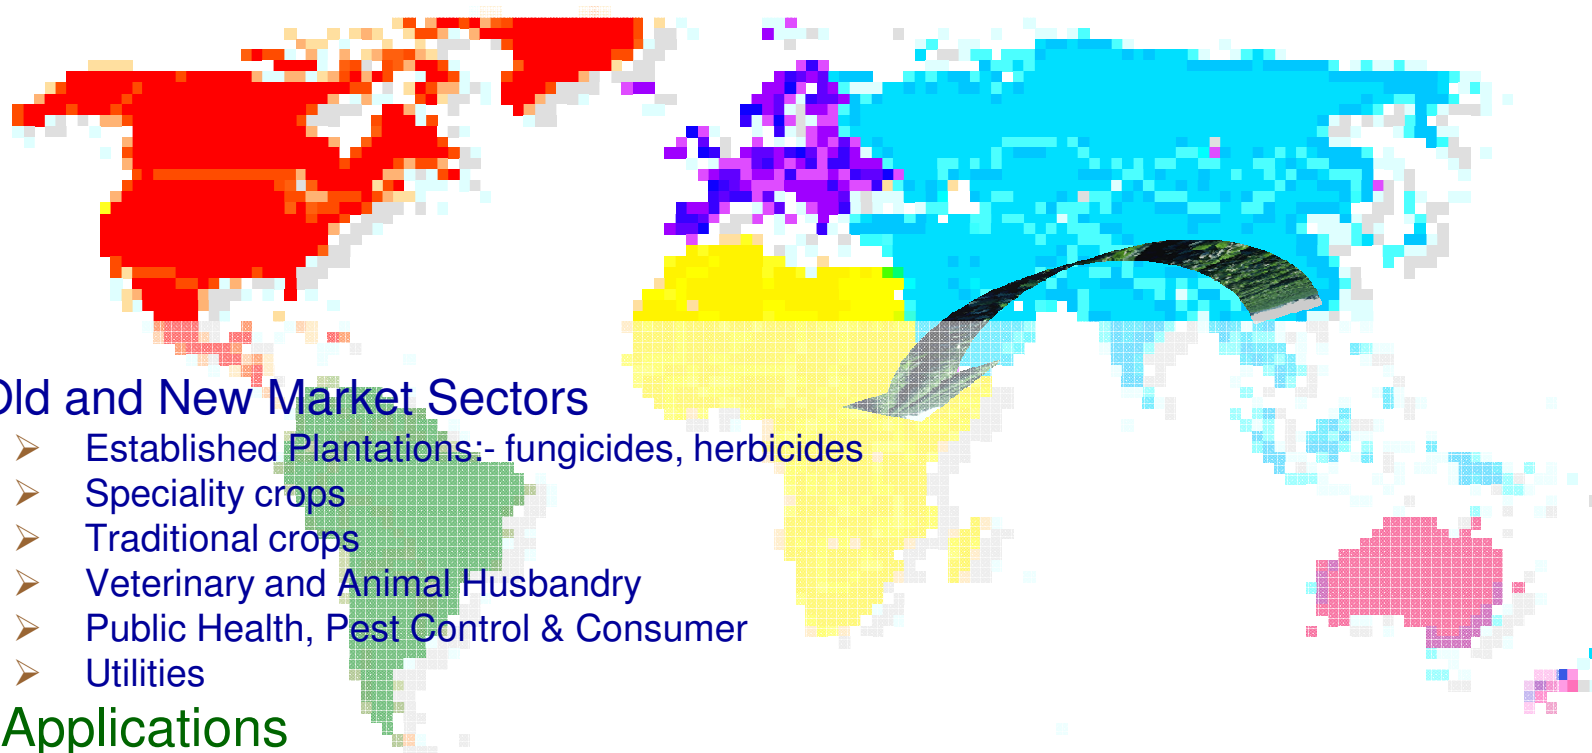 Old and New Market Sectors
➢ Established Plantations:- fungicides, herbicides
➢ Speciality crops
➢ Traditional crops
➢ Veterinary and Animal Husbandry
➢ Public Health, Pest Control & Consumer
➢ Utilities
Applications